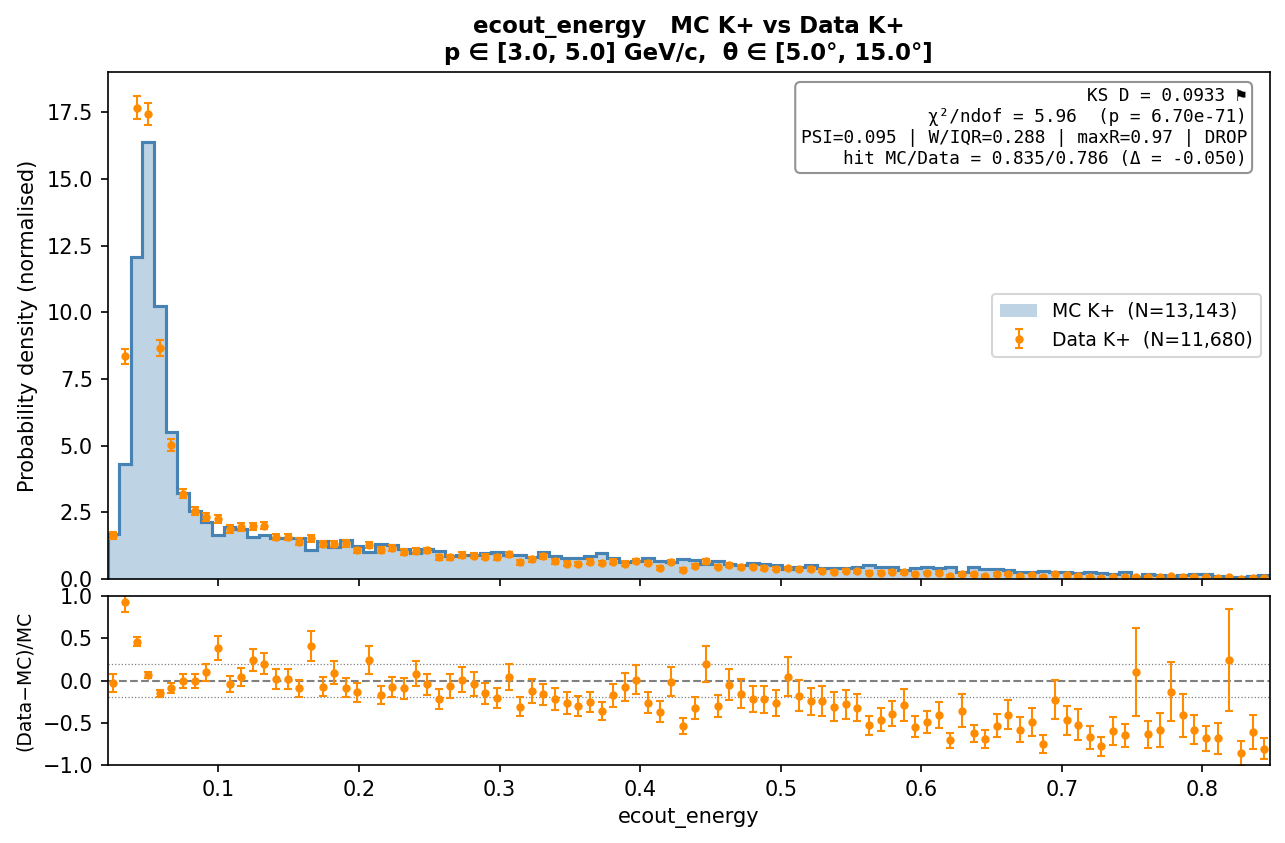 ecout_energy   MC K+ vs Data K+
p ∈ [3.0, 5.0] GeV/c,  θ ∈ [5.0°, 15.0°]
KS D = 0.0933 ⚑
χ²/ndof = 5.96  (p = 6.70e-71)
PSI=0.095 | W/IQR=0.288 | maxR=0.97 | DROP
hit MC/Data = 0.835/0.786 (Δ = -0.050)
MC K+  (N=13,143)
Data K+  (N=11,680)
Probability density (normalised)
17.5
15.0
12.5
10.0
7.5
5.0
2.5
0.0
(Data−MC)/MC
1.0
0.5
0.0
−0.5
−1.0
0.1 0.2 0.3 0.4 0.5 0.6 0.7 0.8
ecout_energy